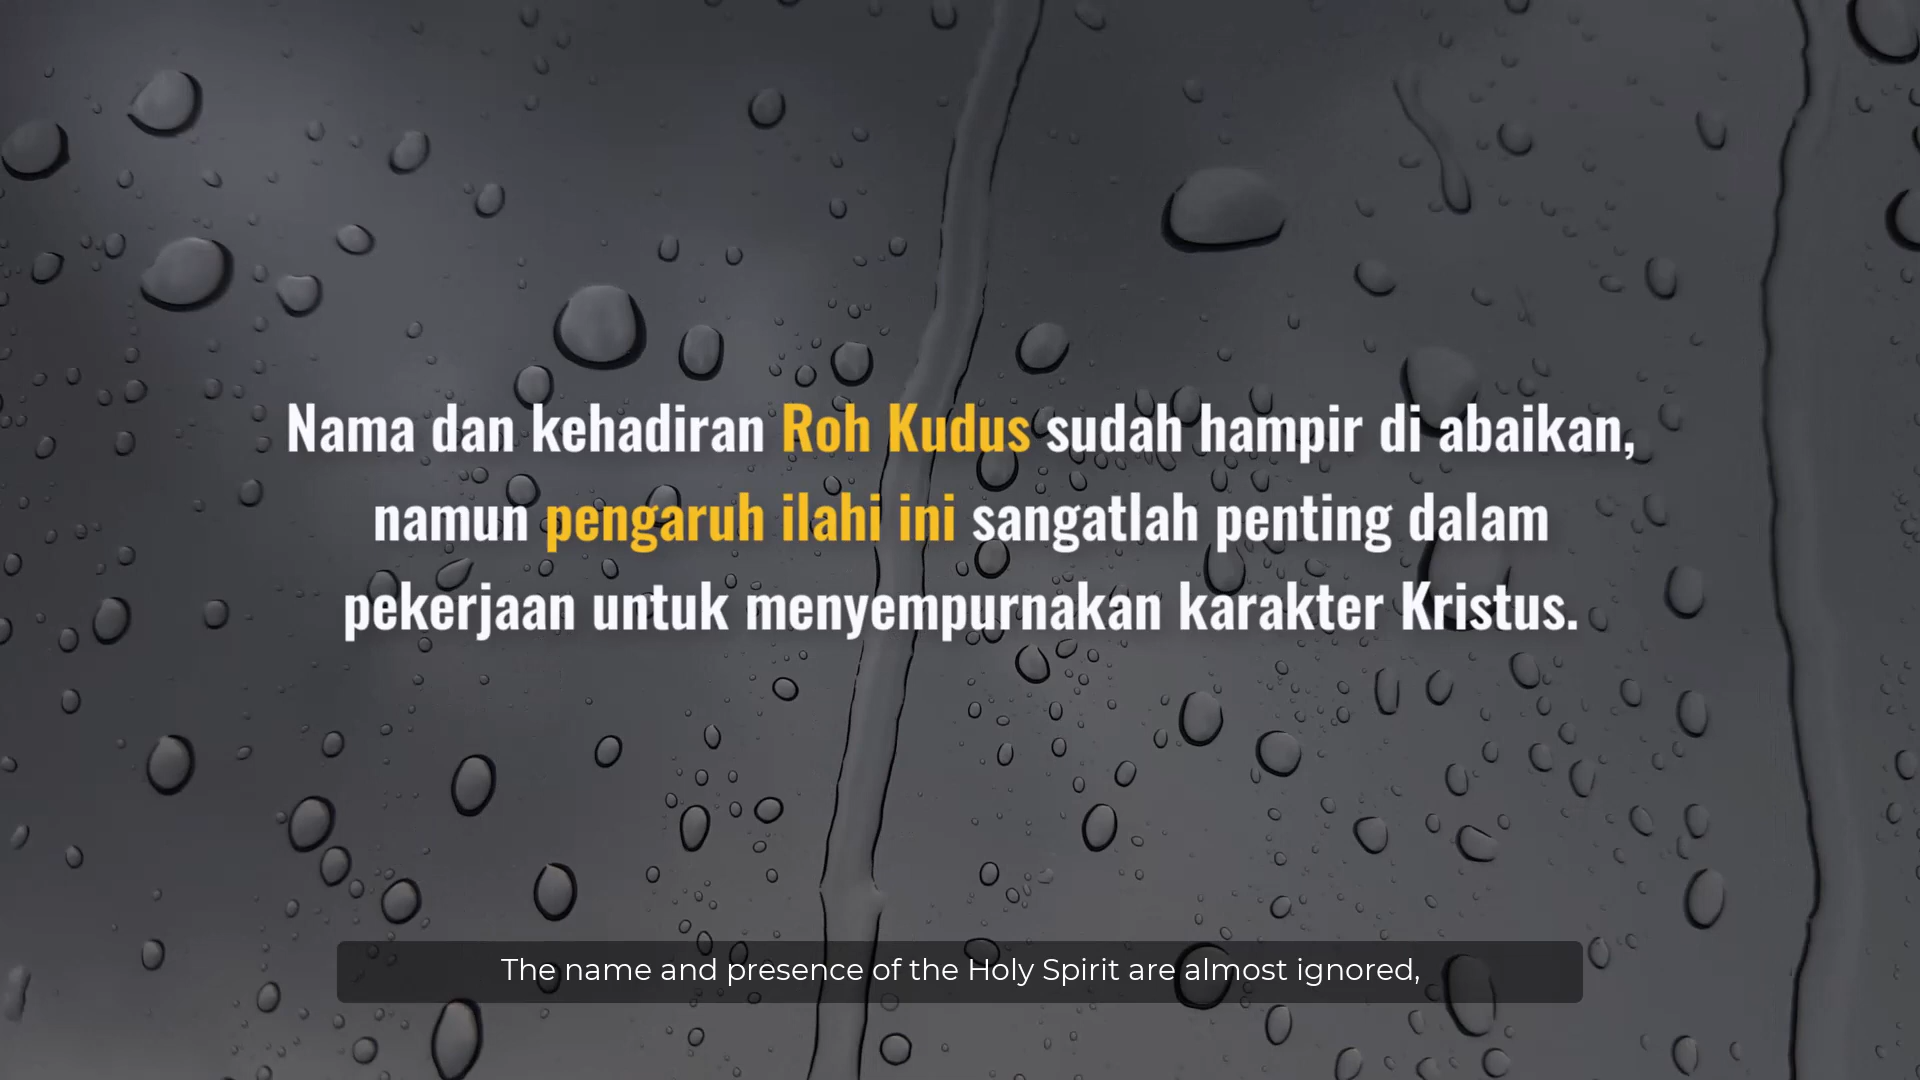 Nama dan kehadiran Roh Kudus sudah hampir di abaikan,
namun pengaruh ilahi ini sangatlah penting dalam
pekerjaan untuk menyempurnakan karakter Kristus.
The name and presence of the Holy Spirit are almost ignored,